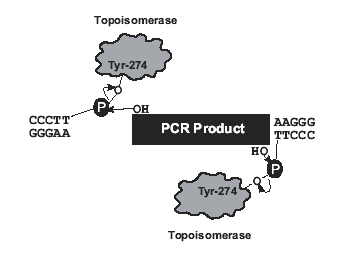 Topoisomerase
Tyr-274
O
P
OH
CCCTT
GGGAA
PCR Product
AAGGG
TTCCC
HO
P
O
Tyr-274
Topoisomerase